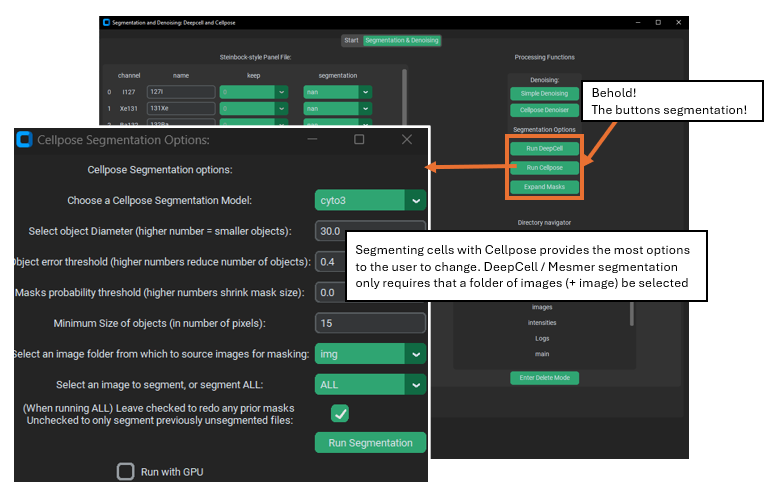 Segmentation and Denoising: Deepcell and Cellpose
Start Segmentation & Denoising
Steinbock-style Panel File:
Processing Functions
channel name keep segmentation
0 I127 127I 0 nan
1 Xe131 131Xe 0 nan
Denoising:
Simple Denoising
Cellpose Denoiser
Behold!
The buttons segmentation!
Segmentation Options
Run DeepCell
Run Cellpose
Expand Masks
Directory navigator
Cellpose Segmentation Options:
Cellpose Segmentation options:
Choose a Cellpose Segmentation Model: cyto3
Select object Diameter (higher number = smaller objects): 30.0
Object error threshold (higher numbers reduce number of objects): 0.4
Masks probability threshold (higher numbers shrink mask size): 0.0
Minimum Size of objects (in number of pixels): 15
Select an image folder from which to source images for masking: img
Select an image to segment, or segment ALL: ALL
(When running ALL) Leave checked to redo any prior masks
Unchecked to only segment previously unsegmented files:
Run Segmentation
Run with GPU
Segmenting cells with Cellpose provides the most options
to the user to change. DeepCell / Mesmer segmentation
only requires that a folder of images (+ image) be selected
images
intensities
Logs
main
Enter Delete Mode